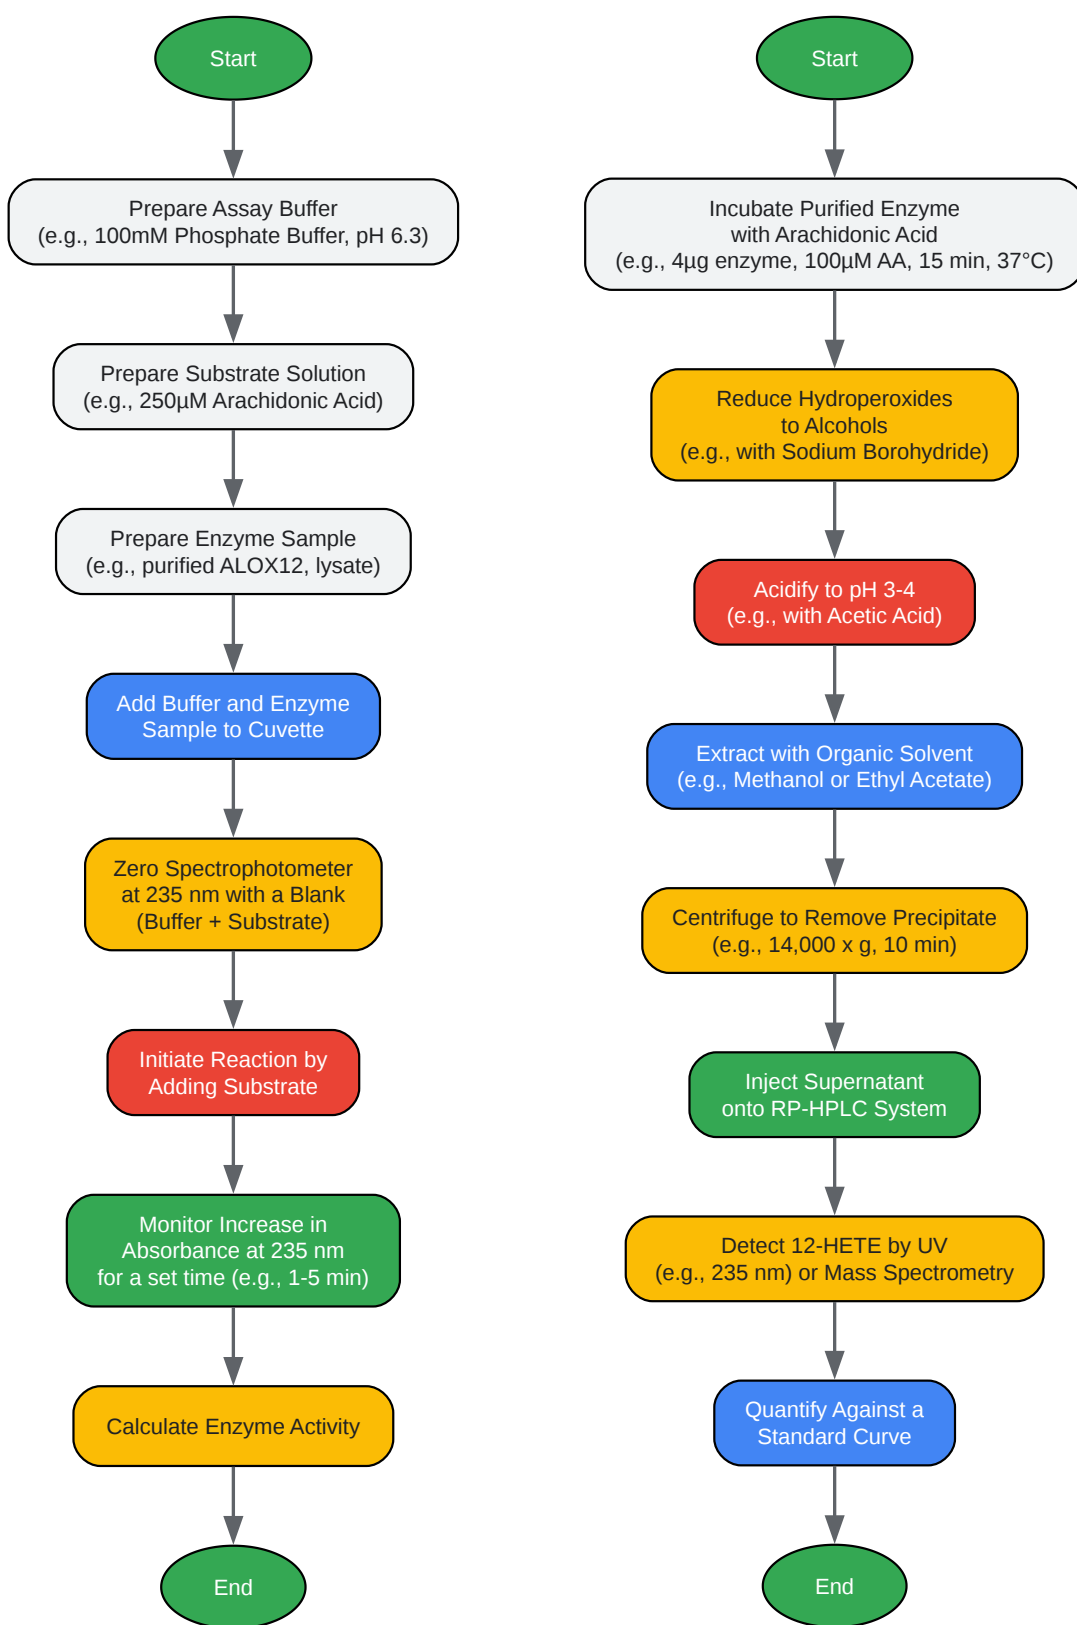 Start
Prepare Assay Buffer
(e.g., 100mM Phosphate Buffer, pH 6.3)
Prepare Substrate Solution
(e.g., 250µM Arachidonic Acid)
Prepare Enzyme Sample
(e.g., purified ALOX12, lysate)
Add Buffer and Enzyme
Sample to Cuvette
Zero Spectrophotometer
at 235 nm with a Blank
(Buffer + Substrate)
Initiate Reaction by
Adding Substrate
Monitor Increase in
Absorbance at 235 nm
for a set time (e.g., 1-5 min)
Calculate Enzyme Activity
End
Start
Incubate Purified Enzyme
with Arachidonic Acid
(e.g., 4µg enzyme, 100µM AA, 15 min, 37°C)
Reduce Hydroperoxides
to Alcohols
(e.g., with Sodium Borohydride)
Acidify to pH 3-4
(e.g., with Acetic Acid)
Extract with Organic Solvent
(e.g., Methanol or Ethyl Acetate)
Centrifuge to Remove Precipitate
(e.g., 14,000 x g, 10 min)
Inject Supernatant
onto RP-HPLC System
Detect 12-HETE by UV
(e.g., 235 nm) or Mass Spectrometry
Quantify Against a
Standard Curve
End